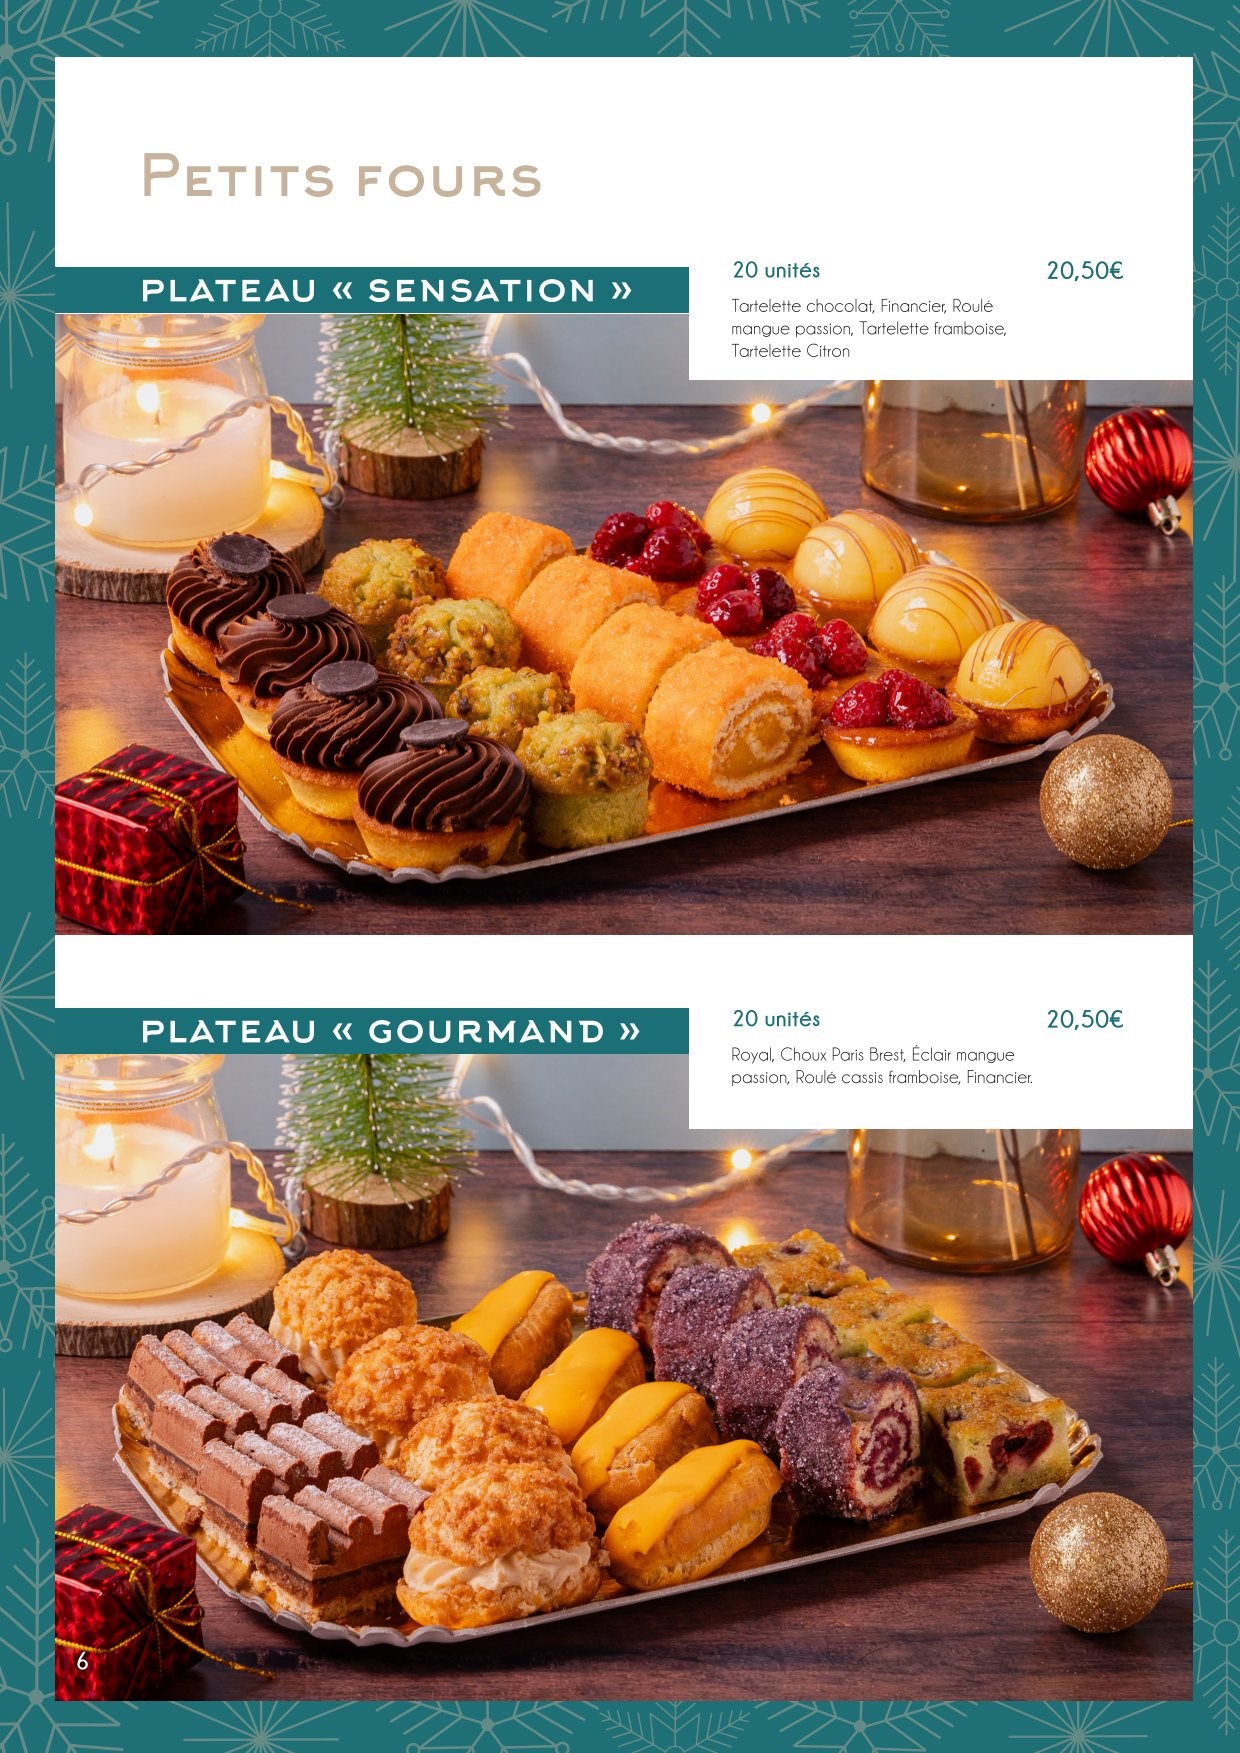 Petits fours
PLATEAU « SENSATION »
20 unités
20,50€
Tartelette chocolat, Financier, Roulé
mangue passion, Tartelette framboise,
Tartelette Citron
PLATEAU « GOURMAND »
20 unités
20,50€
Royal, Choux Paris Brest, Éclair mangue
passion, Roulé cassis framboise, Financier.
6